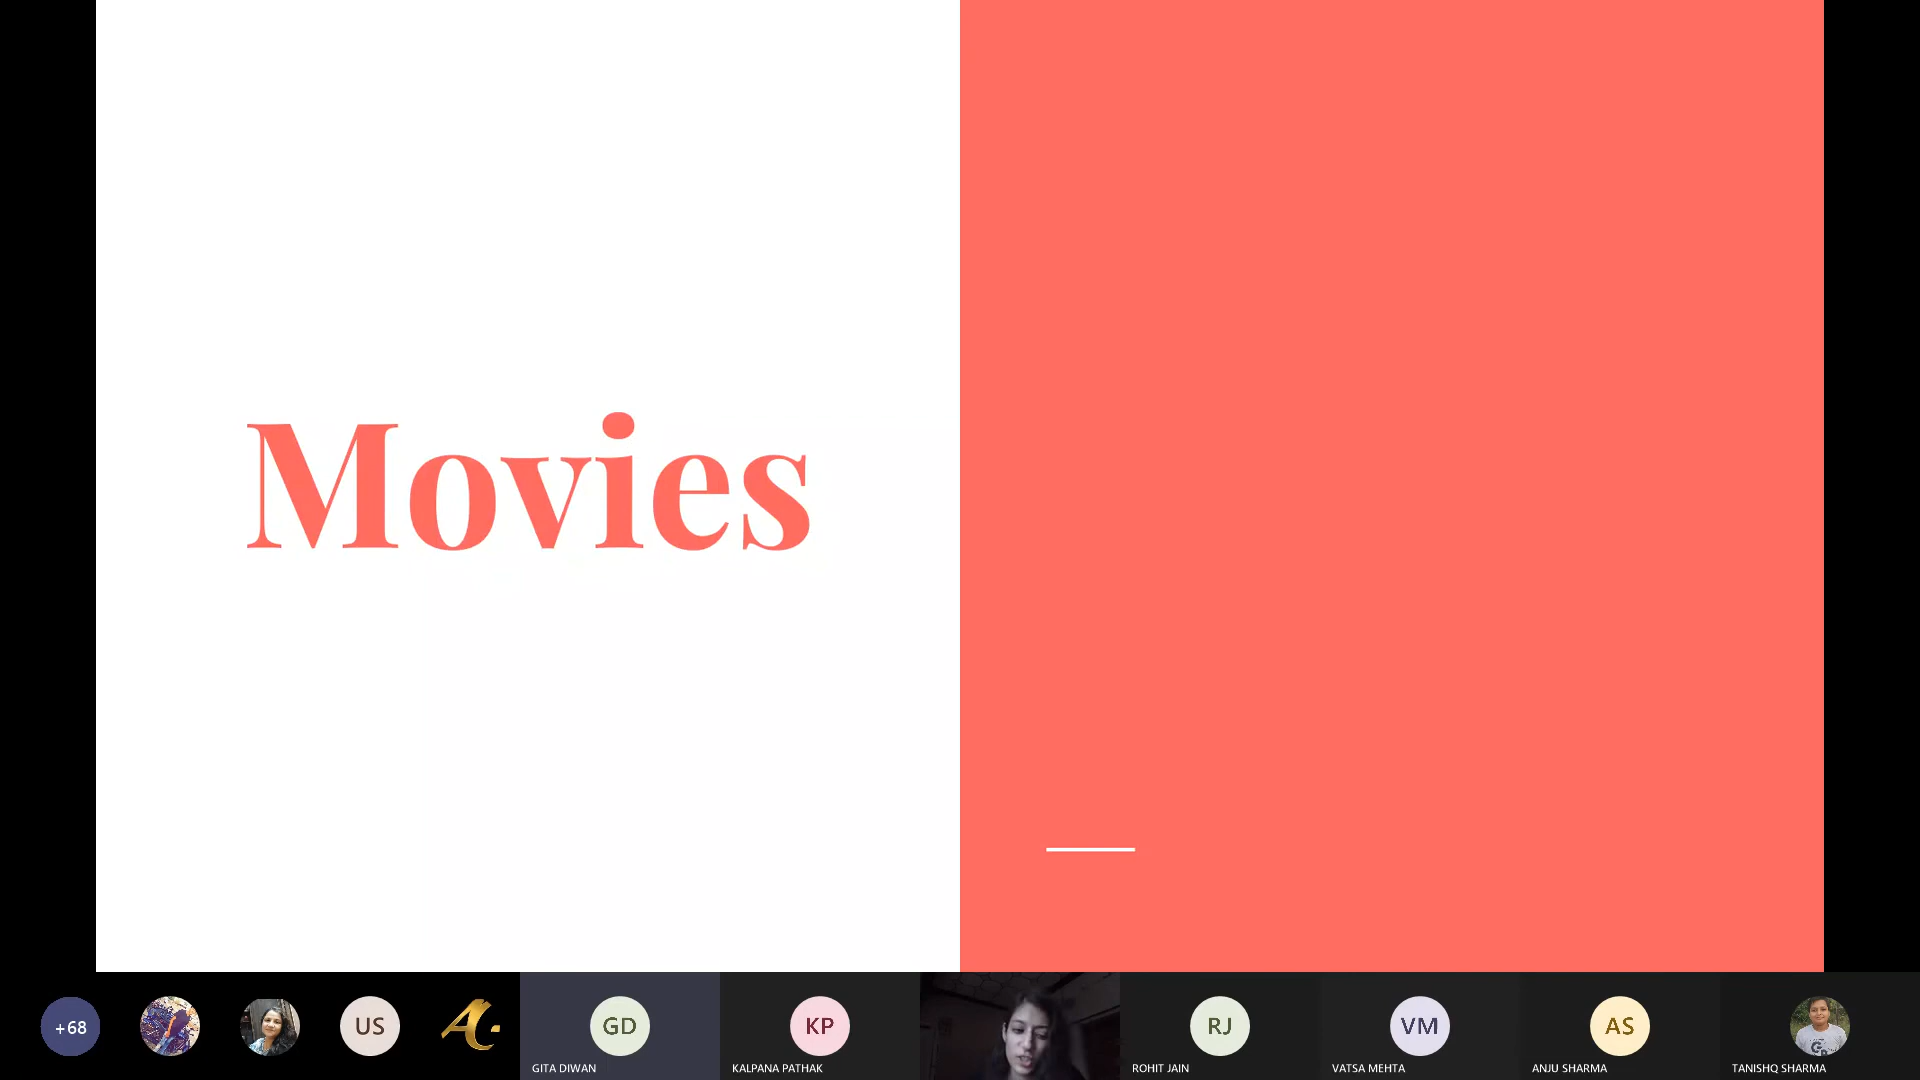 Movies
+68
US
GD
KP
RJ
VM
AS
GITA DIWAN
KALPANA PATHAK
ROHIT JAIN
VATSA MEHTA
ANJU SHARMA
TANISHQ SHARMA